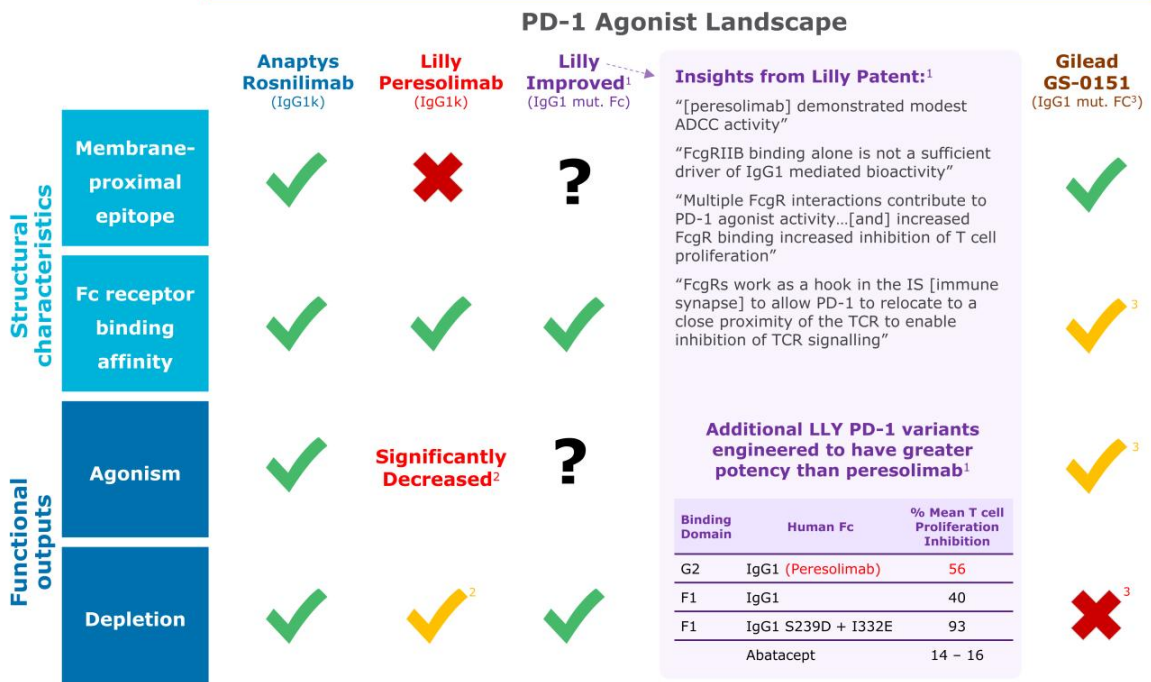 PD-1 Agonist Landscape
Anaptys
Rosnilimab
(IgG1k)
Lilly
Peresolimab
(IgG1k)
Lilly
Improved¹
(IgG1 mut. Fc)
Insights from Lilly Patent:¹
“[peresolimab] demonstrated modest
ADCC activity”
“FcgRIIB binding alone is not a sufficient
driver of IgG1 mediated bioactivity”
“Multiple FcgR interactions contribute to
PD-1 agonist activity…[and] increased
FcgR binding increased inhibition of T cell
proliferation”
“FcgRs work as a hook in the IS [immune
synapse] to allow PD-1 to relocate to a
close proximity of the TCR to enable
inhibition of TCR signalling”
Gilead
GS-0151
(IgG1 mut. FC³)
Structural
characteristics
Membrane-
proximal
epitope
?
Fc receptor
binding
affinity
3
Functional
outputs
Agonism
Significantly
Decreased²
?
3
Depletion
2
3
Additional LLY PD-1 variants
engineered to have greater
potency than peresolimab¹
Binding
Domain
Human Fc
% Mean T cell
Proliferation
Inhibition
G2 IgG1 (Peresolimab) 56
F1 IgG1 40
F1 IgG1 S239D + I332E 93
Abatacept 14 – 16